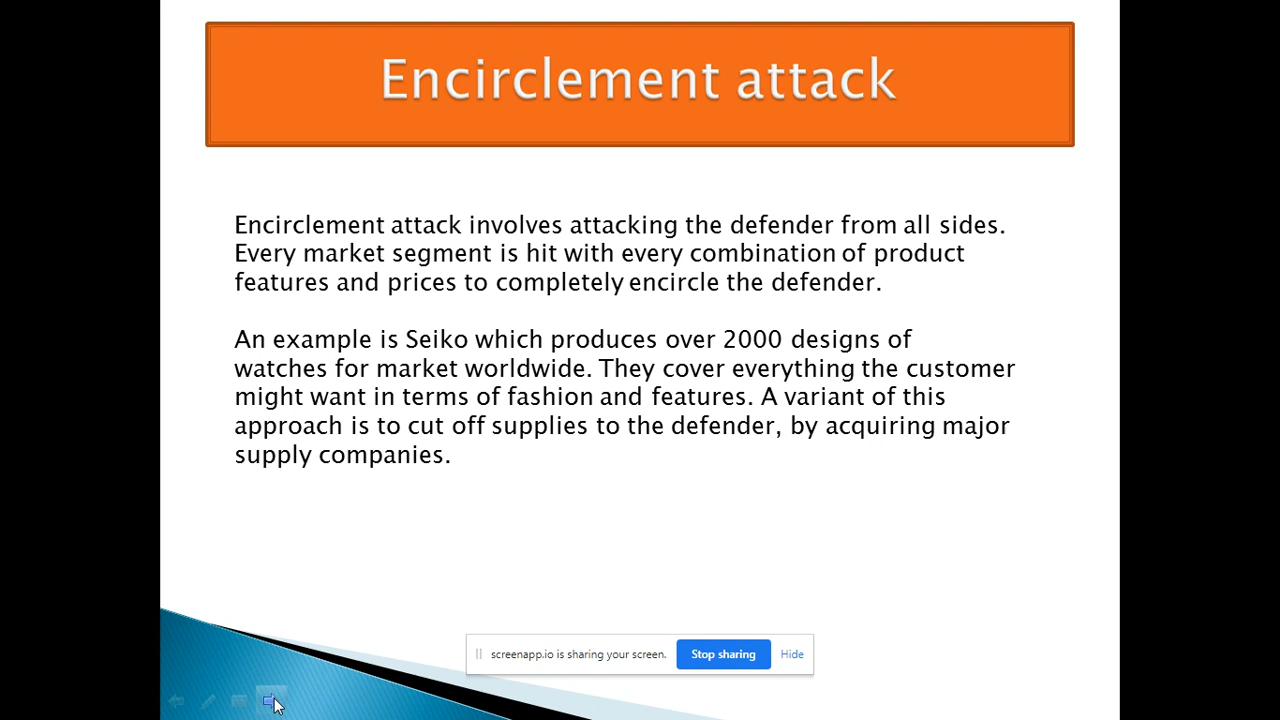 Encirclement attack
Encirclement attack involves attacking the defender from all sides.
Every market segment is hit with every combination of product
features and prices to completely encircle the defender.
An example is Seiko which produces over 2000 designs of
watches for market worldwide. They cover everything the customer
might want in terms of fashion and features. A variant of this
approach is to cut off supplies to the defender, by acquiring major
supply companies.
screenapp.io is sharing your screen. Stop sharing Hide